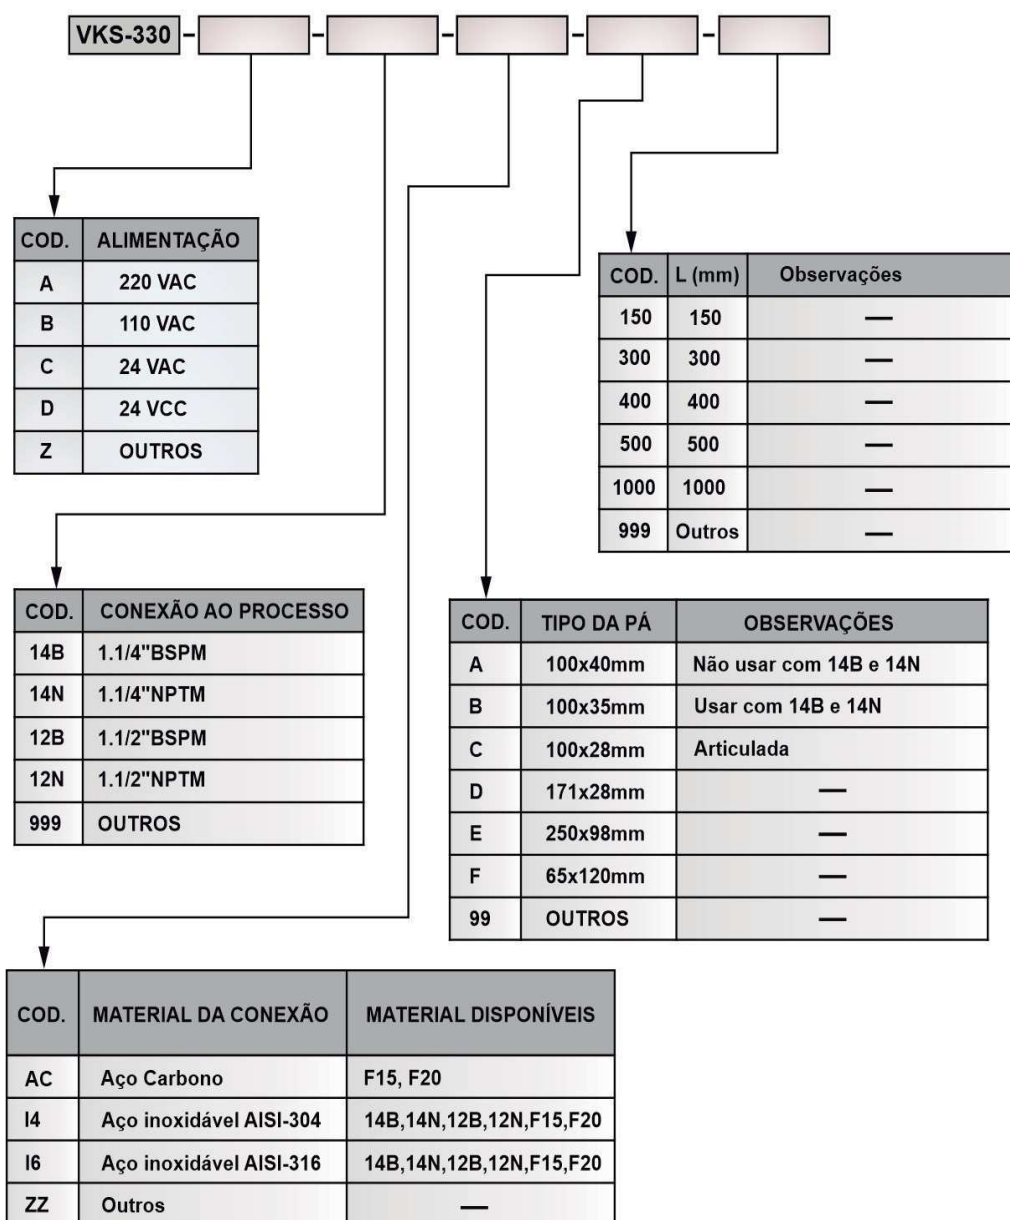 VKS-330 - - - - -
COD. ALIMENTAÇÃO
A 220 VAC
B 110 VAC
C 24 VAC
D 24 VCC
Z OUTROS
COD. L (mm) Observações
150 150 —
300 300 —
400 400 —
500 500 —
1000 1000 —
999 Outros —
COD. CONEXÃO AO PROCESSO
14B 1.1/4"BSPM
14N 1.1/4"NPTM
12B 1.1/2"BSPM
12N 1.1/2"NPTM
999 OUTROS
COD. TIPO DA PÁ OBSERVAÇÕES
A 100x40mm Não usar com 14B e 14N
B 100x35mm Usar com 14B e 14N
C 100x28mm Articulada
D 171x28mm —
E 250x98mm —
F 65x120mm —
99 OUTROS —
COD. MATERIAL DA CONEXÃO MATERIAL DISPONÍVEIS
AC Aço Carbono F15, F20
I4 Aço inoxidável AISI-304 14B,14N,12B,12N,F15,F20
I6 Aço inoxidável AISI-316 14B,14N,12B,12N,F15,F20
ZZ Outros —